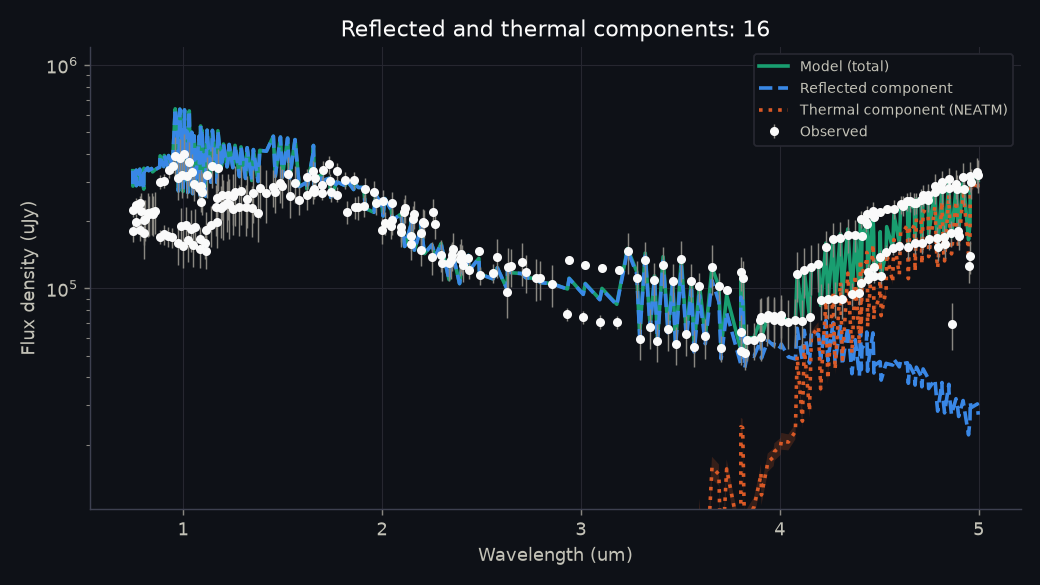 Reflected and thermal components: 16
10⁶
10⁵
Flux density (uJy)
Model (total)
Reflected component
Thermal component (NEATM)
Observed
1 2 3 4 5
Wavelength (um)